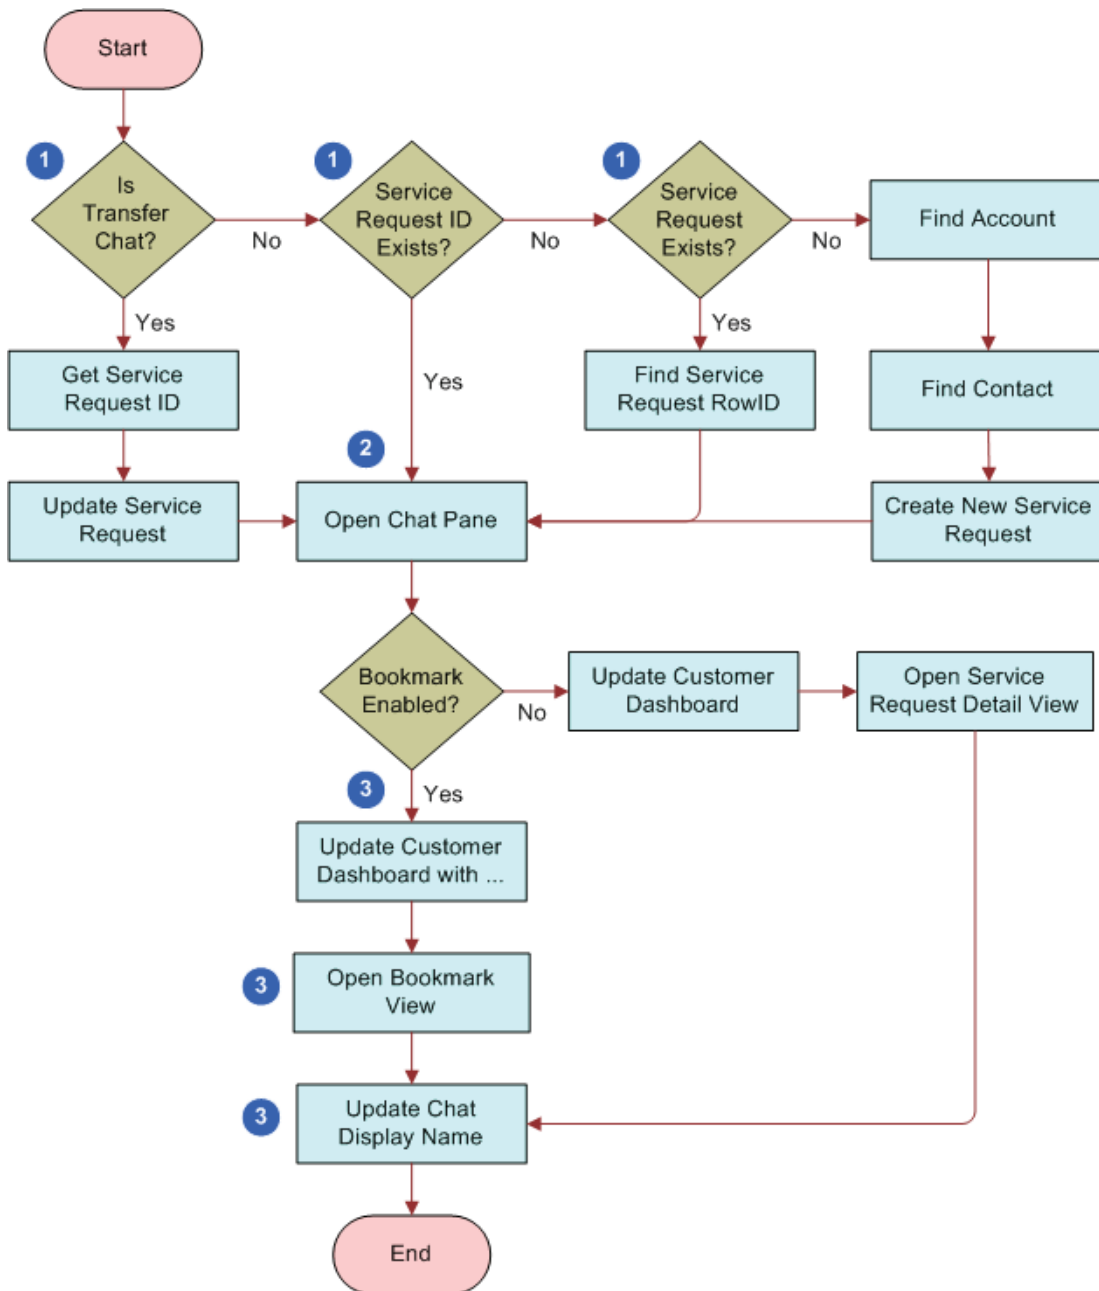 Start
1
Is
Transfer
Chat?
No
Yes
1
Service
Request ID
Exists?
No
Yes
1
Service
Request
Exists?
No
Yes
Find Account
Get Service
Request ID
Find Service
Request RowID
Find Contact
Update Service
Request
2
Open Chat Pane
Create New Service
Request
Bookmark
Enabled?
No
Update Customer
Dashboard
Open Service
Request Detail View
3
Yes
Update Customer
Dashboard with ...
3
Open Bookmark
View
3
Update Chat
Display Name
End